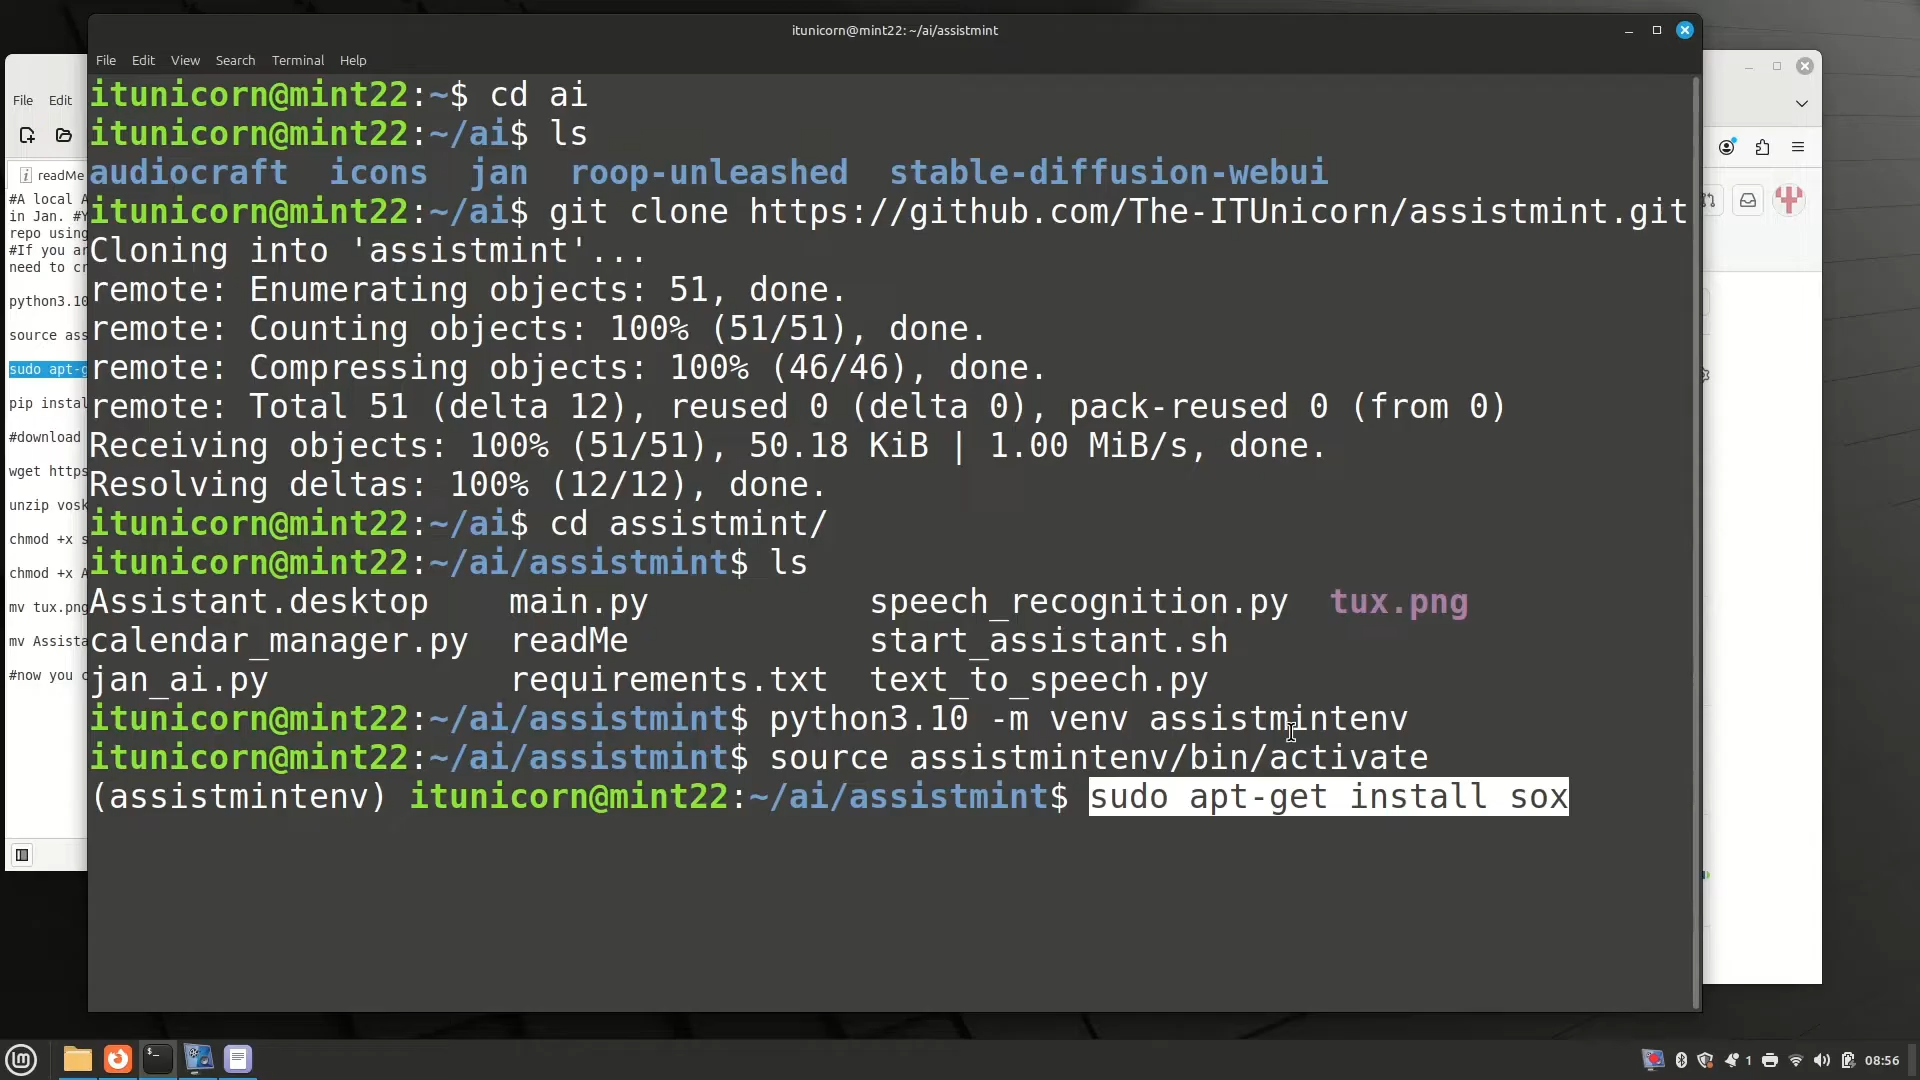 itunicorn@mint22: ~/ai/assistmint
File Edit View Search Terminal Help
itunicorn@mint22:~$ cd ai
itunicorn@mint22:~/ai$ ls
audiocraft icons jan roop-unleashed stable-diffusion-webui
itunicorn@mint22:~/ai$ git clone https://github.com/The-ITUnicorn/assistmint.git
Cloning into 'assistmint'...
remote: Enumerating objects: 51, done.
remote: Counting objects: 100% (51/51), done.
remote: Compressing objects: 100% (46/46), done.
remote: Total 51 (delta 12), reused 0 (delta 0), pack-reused 0 (from 0)
Receiving objects: 100% (51/51), 50.18 KiB | 1.00 MiB/s, done.
Resolving deltas: 100% (12/12), done.
itunicorn@mint22:~/ai$ cd assistmint/
itunicorn@mint22:~/ai/assistmint$ ls
Assistant.desktop main.py speech_recognition.py tux.png
calendar_manager.py readMe start_assistant.sh
jan_ai.py requirements.txt text_to_speech.py
itunicorn@mint22:~/ai/assistmint$ python3.10 -m venv assistmintenv
itunicorn@mint22:~/ai/assistmint$ source assistmintenv/bin/activate
(assistmintenv) itunicorn@mint22:~/ai/assistmint$ sudo apt-get install sox
File Edit
readMe
#A local A
in Jan. #Y
repo using
#If you ar
need to cr
python3.10
source ass
sudo apt-g
pip instal
#download
wget https
unzip vosk
chmod +x s
chmod +x A
mv tux.png
mv Assista
#now you c
1
08:56